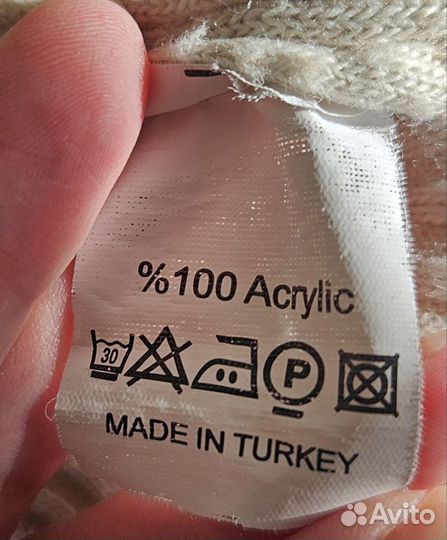 %100 Acrylic
30 P
MADE IN TURKEY
Avito